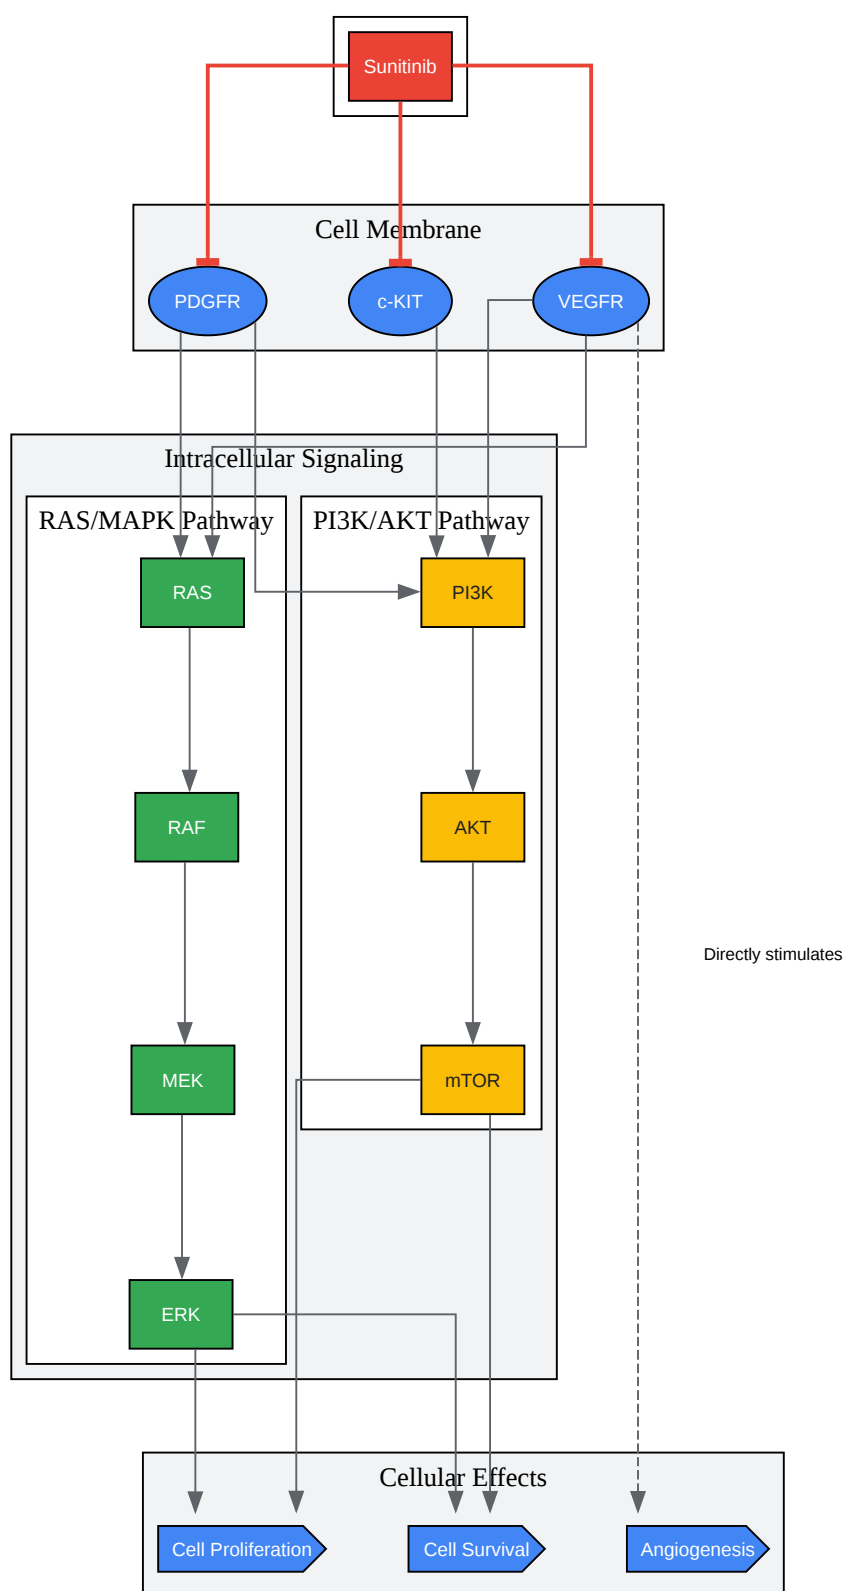 Sunitinib
Cell Membrane
PDGFR
c-KIT
VEGFR
Intracellular Signaling
RAS/MAPK Pathway
PI3K/AKT Pathway
RAS
PI3K
RAF
AKT
Directly stimulates
MEK
mTOR
ERK
Cellular Effects
Cell Proliferation
Cell Survival
Angiogenesis